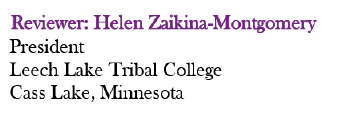 Reviewer: Helen Zaikina-Montgomery
President
Leech Lake Tribal College
Cass Lake, Minnesota